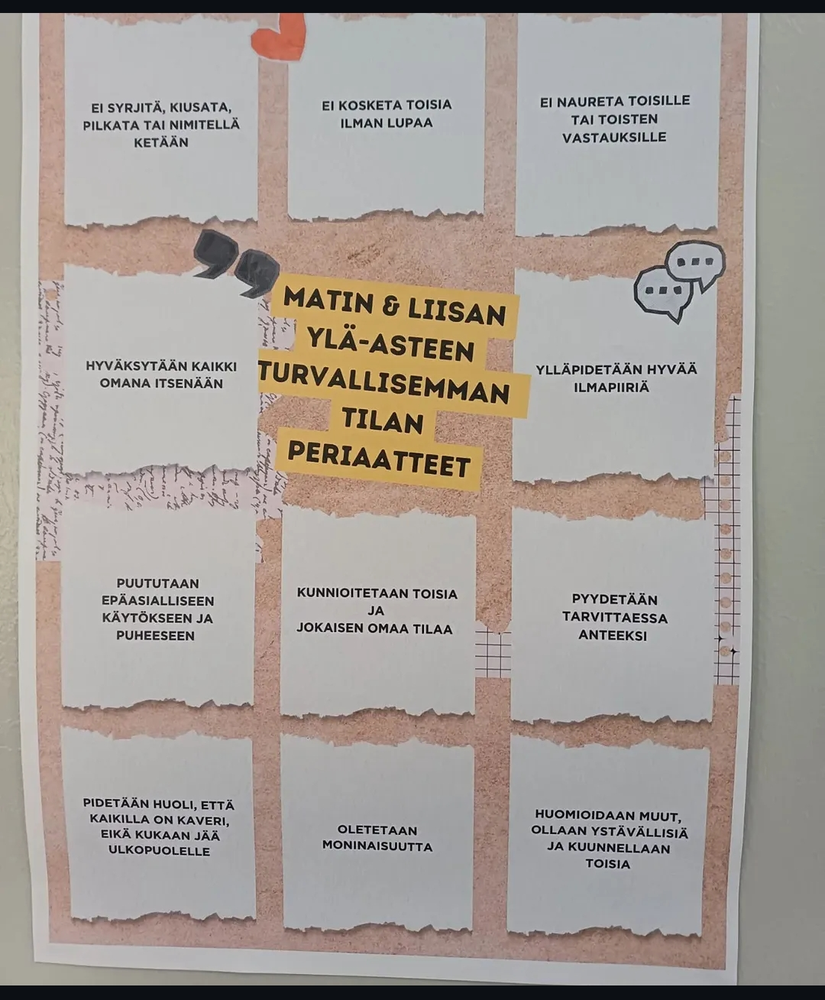 EI SYRJITÄ, KIUSATA,
PILKATA TAI NIMITELLÄ
KETÄÄN
EI KOSKETA TOISIA
ILMAN LUPAA
EI NAURETA TOISILLE
TAI TOISTEN
VASTAUKSILLE
HYVÄKSYTÄÄN KAIKKI
OMANA ITSENÄÄN
MATIN & LIISAN
YLÄ-ASTEEN
TURVALLISEMMAN
TILAN
PERIAATTEET
YLLÄPIDETÄÄN HYVÄÄ
ILMAPIIRIÄ
PUUTUTAAN
EPÄASIALLISEEN
KÄYTÖKSEEN JA
PUHEESEEN
KUNNIOITETAAN TOISIA
JA
JOKAISEN OMAA TILAA
PYYDETÄÄN
TARVITTAESSA
ANTEEKSI
PIDETÄÄN HUOLI, ETTÄ
KAIKILLA ON KAVERI,
EIKÄ KUKAAN JÄÄ
ULKOPUOLELLE
OLETETAAN
MONINAISUUTTA
HUOMIOIDAAN MUUT,
OLLAAN YSTÄVÄLLISIÄ
JA KUUNNELLAAN
TOISIA